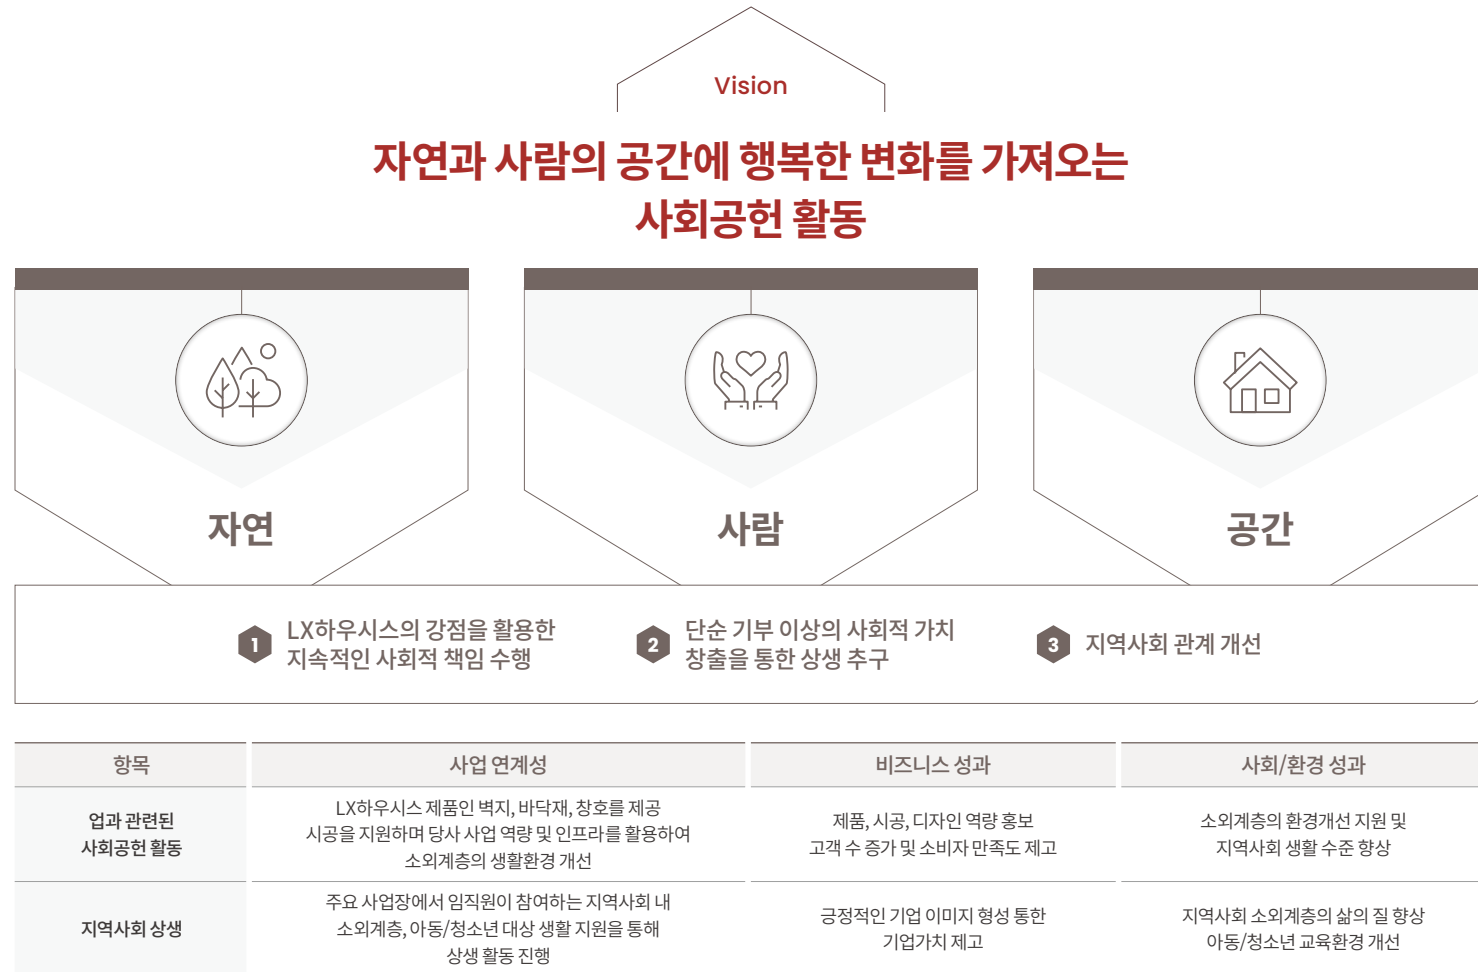 Vision
자연과 사람의 공간에 행복한 변화를 가져오는
사회공헌 활동
자연
사람
공간
1 LX하우시스의 강점을 활용한
지속적인 사회적 책임 수행
2 단순 기부 이상의 사회적 가치
창출을 통한 상생 추구
3 지역사회 관계 개선
항목
사업 연계성
비즈니스 성과
사회/환경 성과
업과 관련된
사회공헌 활동
LX하우시스 제품인 벽지, 바닥재, 창호를 제공
시공을 지원하며 당사 사업 역량 및 인프라를 활용하여
소외계층의 생활환경 개선
제품, 시공, 디자인 역량 홍보
고객 수 증가 및 소비자 만족도 제고
소외계층의 환경개선 지원 및
지역사회 생활 수준 향상
지역사회 상생
주요 사업장에서 임직원이 참여하는 지역사회 내
소외계층, 아동/청소년 대상 생활 지원을 통해
상생 활동 진행
긍정적인 기업 이미지 형성 통한
기업가치 제고
지역사회 소외계층의 삶의 질 향상
아동/청소년 교육환경 개선